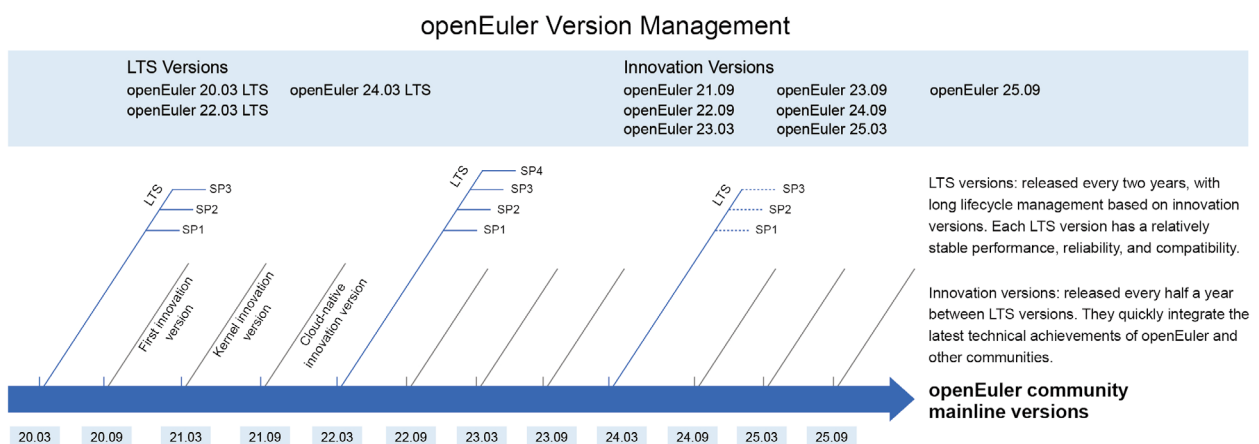 openEuler Version Management
LTS Versions
openEuler 20.03 LTS openEuler 24.03 LTS
openEuler 22.03 LTS
Innovation Versions
openEuler 21.09 openEuler 23.09 openEuler 25.09
openEuler 22.09 openEuler 24.09
openEuler 23.03 openEuler 25.03
LTS
SP3
SP2
SP1
LTS
SP4
SP3
SP2
SP1
LTS
SP3
SP2
SP1
First innovation
version
Kernel innovation
version
Cloud-native
innovation version
LTS versions: released every two years, with
long lifecycle management based on innovation
versions. Each LTS version has a relatively
stable performance, reliability, and compatibility.
Innovation versions: released every half a year
between LTS versions. They quickly integrate the
latest technical achievements of openEuler and
other communities.
openEuler community
mainline versions
20.03 20.09 21.03 21.09 22.03 22.09 23.03 23.09 24.03 24.09 25.03 25.09